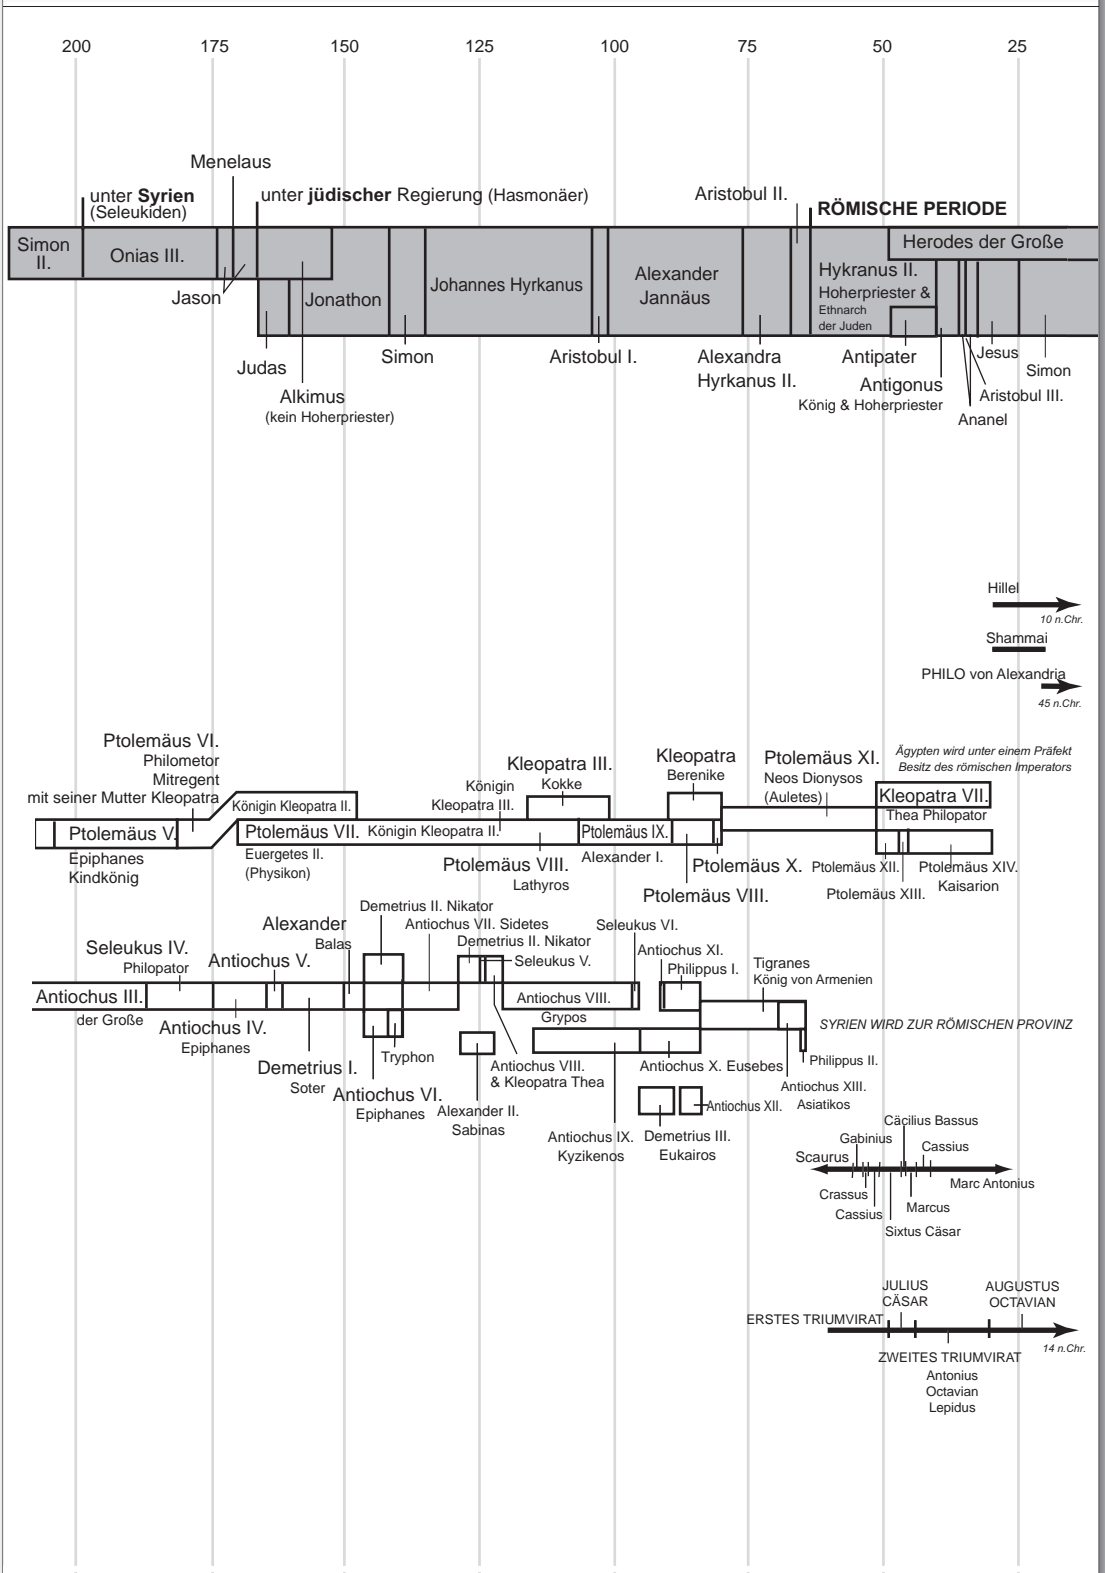 200 175 150 125 100 75 50 25
Menelaus
unter Syrien
(Seleukiden)
unter jüdischer Regierung (Hasmonäer)
Aristobul II.
RÖMISCHE PERIODE
Simon
II.
Onias III.
Jason
Judas
Jonathon
Alkimus
(kein Hoherpriester)
Simon
Johannes Hyrkanus
Aristobul I.
Alexander
Jannäus
Alexandra
Hyrkanus II.
Herodes der Große
Hykranus II.
Hoherpriester &
Ethnarch
der Juden
Antipater
Antigonus
König & Hoherpriester
Jesus
Simon
Aristobul III.
Ananel
Hillel
10 n.Chr.
Shammai
PHILO von Alexandria
45 n.Chr.
Ptolemäus VI.
Philometor
Mitregent
mit seiner Mutter Kleopatra
Ptolemäus V.
Epiphanes
Kindkönig
Königin Kleopatra II.
Ptolemäus VII. Königin Kleopatra II.
Euergetes II.
(Physikon)
Königin
Kleopatra III.
Kleopatra III.
Kokke
Ptolemäus VIII.
Lathyros
Ptolemäus IX.
Alexander I.
Kleopatra
Berenike
Ptolemäus X.
Ptolemäus VIII.
Ptolemäus XI.
Neos Dionysos
(Auletes)
Ägypten wird unter einem Präfekt
Besitz des römischen Imperators
Kleopatra VII.
Thea Philopator
Ptolemäus XII.
Ptolemäus XIII.
Ptolemäus XIV.
Kaisarion
Seleukus IV.
Philopator
Antiochus III.
der Große
Antiochus IV.
Epiphanes
Antiochus V.
Demetrius I.
Soter
Alexander
Balas
Demetrius II. Nikator
Antiochus VI.
Epiphanes
Tryphon
Antiochus VII. Sidetes
Demetrius II. Nikator
Seleukus V.
Alexander II.
Sabinas
Antiochus VIII.
& Kleopatra Thea
Antiochus VIII.
Grypos
Antiochus IX.
Kyzikenos
Seleukus VI.
Antiochus XI.
Philippus I.
Antiochus X. Eusebes
Demetrius III.
Eukairos
Antiochus XII.
Tigranes
König von Armenien
SYRIEN WIRD ZUR RÖMISCHEN PROVINZ
Philippus II.
Antiochus XIII.
Asiatikos
Cäcilius Bassus
Gabinius
Cassius
Scaurus
Marc Antonius
Crassus
Marcus
Cassius
Sixtus Cäsar
JULIUS
CÄSAR
AUGUSTUS
OCTAVIAN
ERSTES TRIUMVIRAT
14 n.Chr.
ZWEITES TRIUMVIRAT
Antonius
Octavian
Lepidus